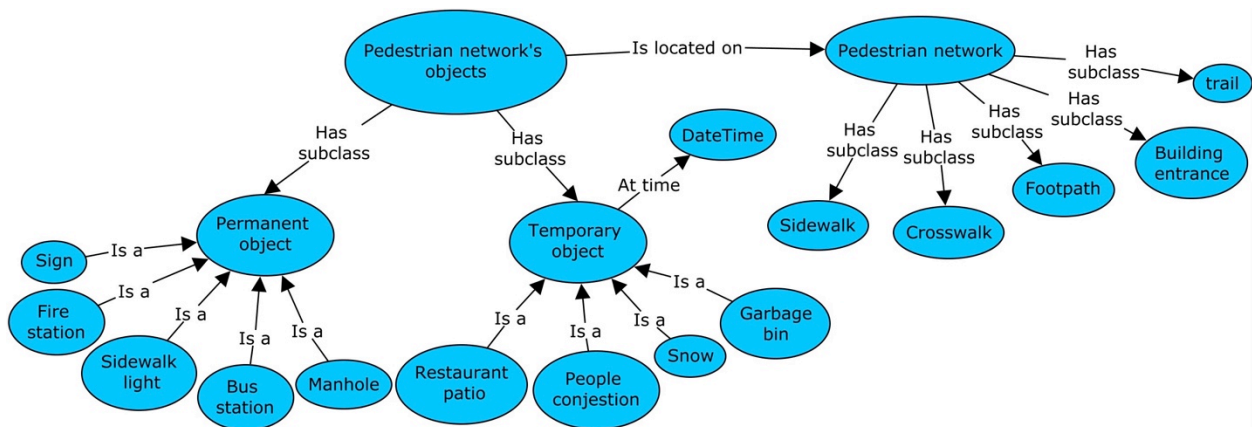 Pedestrian network's
objects
Is located on
Pedestrian network
Has
subclass
trail
Has
subclass
Building
entrance
Has
subclass
Footpath
Has
subclass
Crosswalk
Has
subclass
Sidewalk
Has
subclass
Has
subclass
DateTime
At time
Permanent
object
Temporary
object
Sign
Is a
Fire
station
Is a
Sidewalk
light
Is a
Bus
station
Is a
Manhole
Is a
Restaurant
patio
Is a
People
conjestion
Is a
Snow
Is a
Garbage
bin
Is a